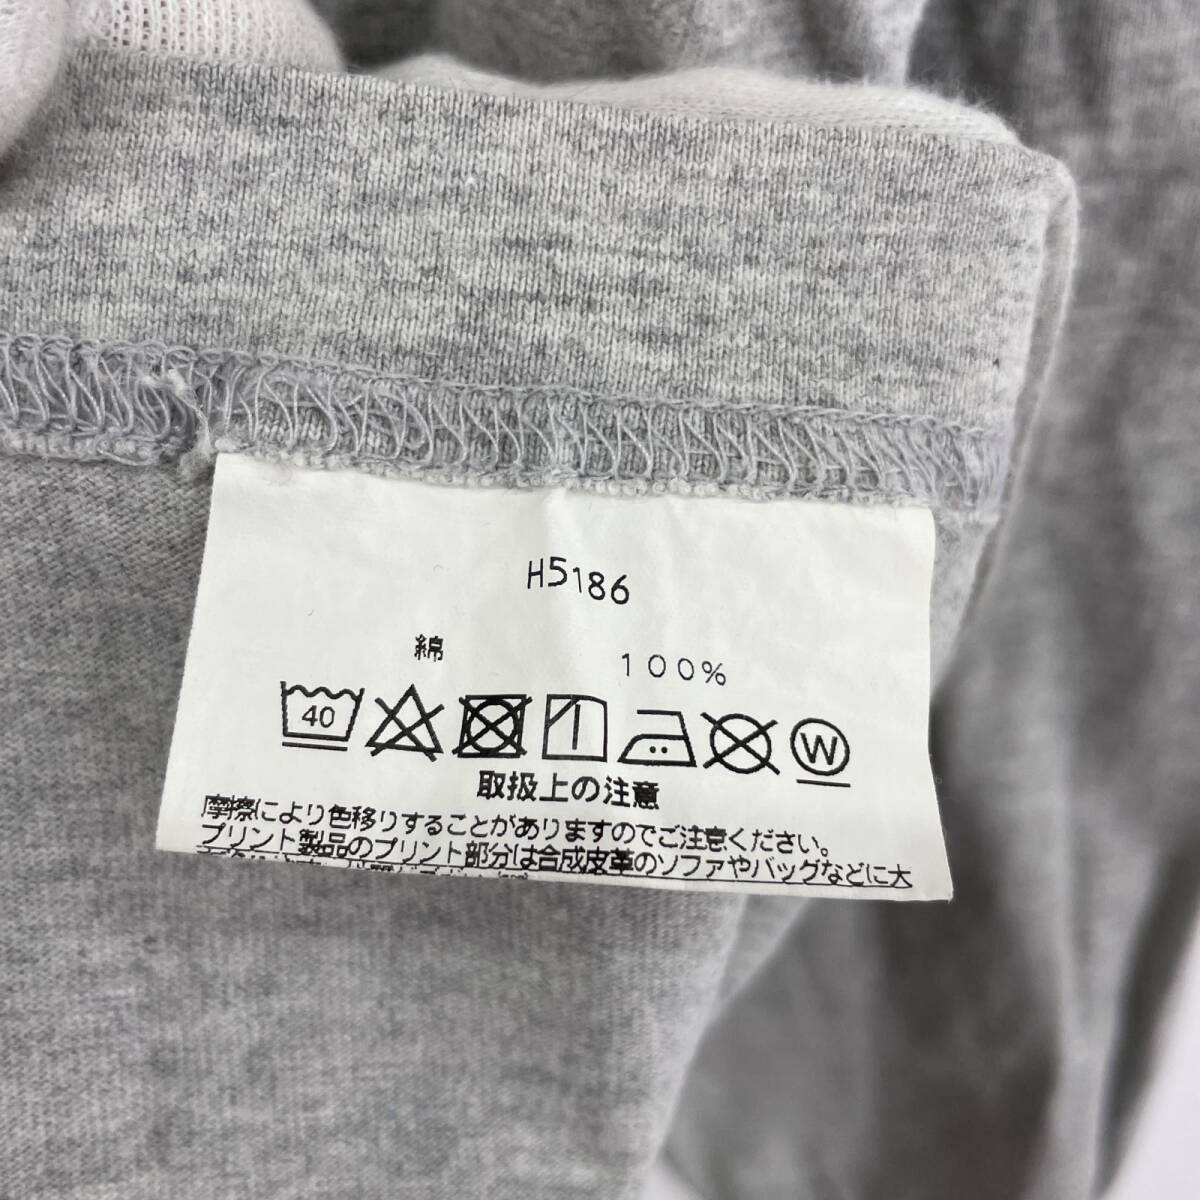 H5186
綿 100%
40 W
取扱上の注意
摩擦により色移りすることがありますのでご注意ください。
プリント製品のプリント部分は合成皮革のソファやバッグなどに大